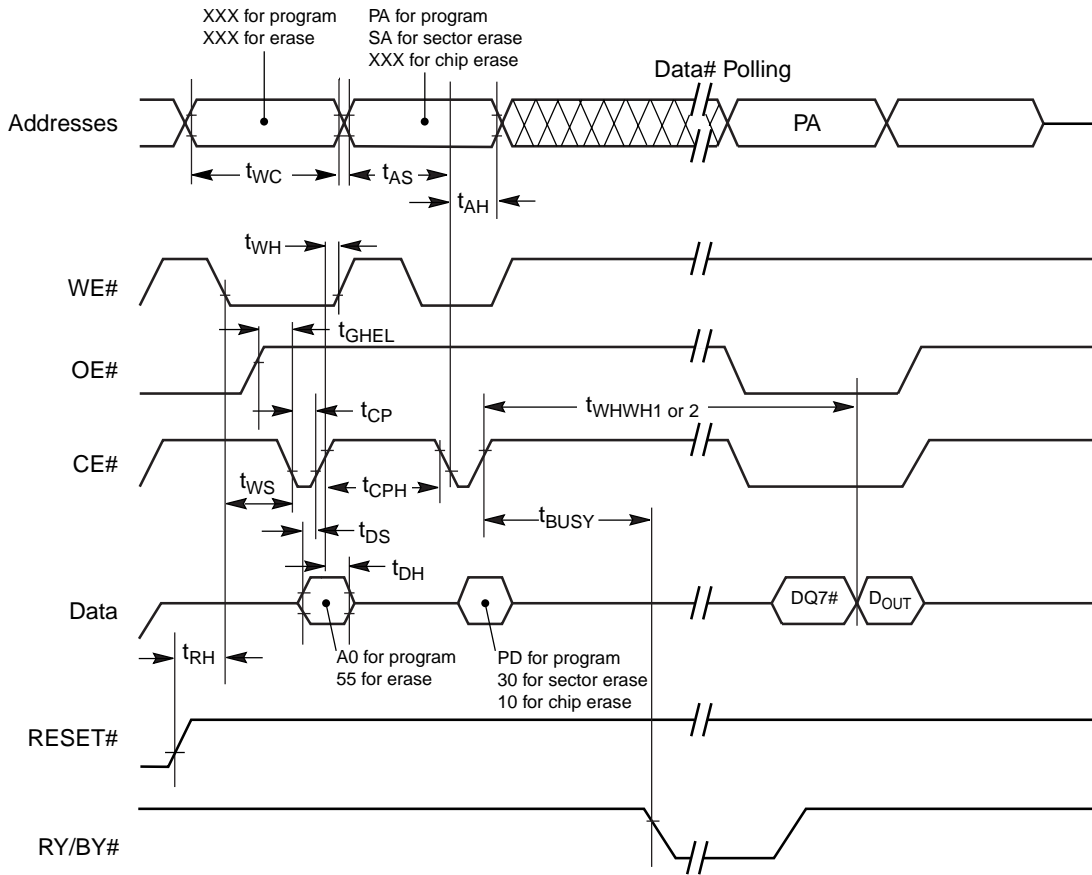 XXX for program
XXX for erase
PA for program
SA for sector erase
XXX for chip erase
Data# Polling
Addresses
PA
tWC
tAS
tAH
tWH
WE#
tGHEL
OE#
tCP
tWHWH1 or 2
CE#
tWS
tCPH
tBUSY
tDS
tDH
Data
DQ7#
DOUT
tRH
A0 for program
55 for erase
PD for program
30 for sector erase
10 for chip erase
RESET#
RY/BY#